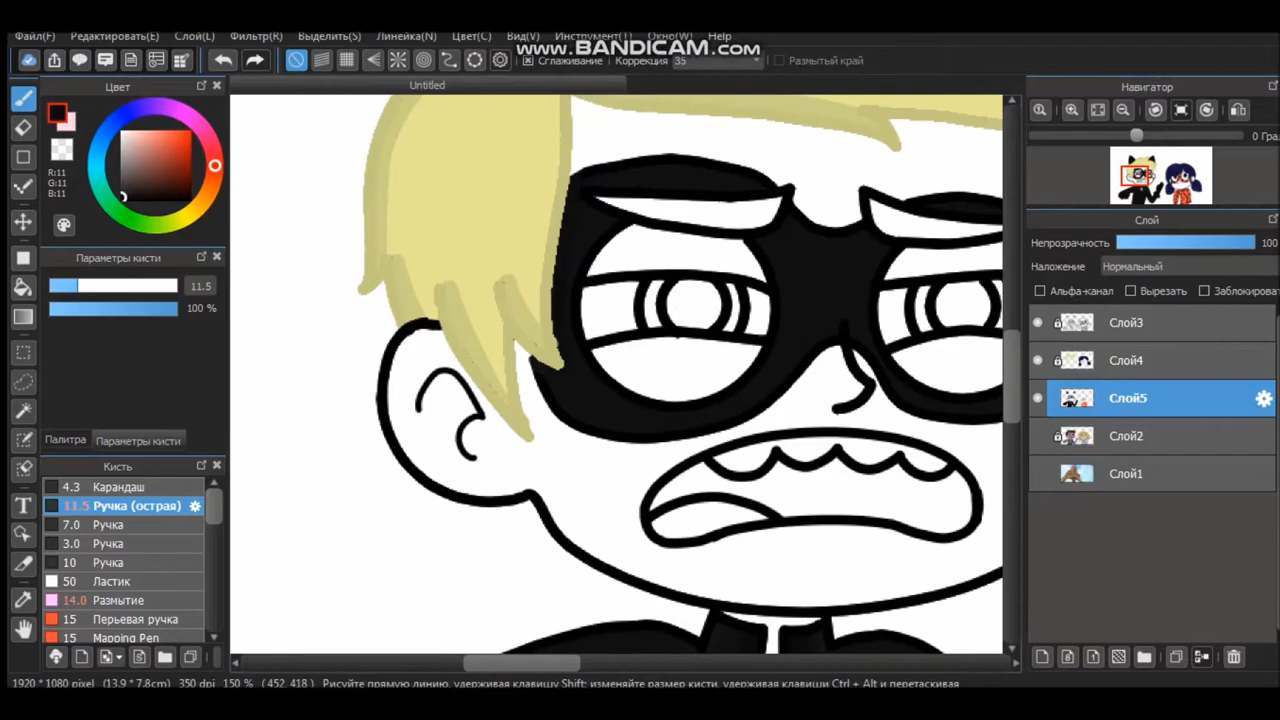 Файл(F) Редактировать(E) Слой(L) Фильтр(R) Выделить(S) Линейка(N) Цвет(C) Вид(V) Инструмент(T) Окно(W) Help
www.BANDICAM.com
Сглаживание Коррекция 35 Размытый край
Цвет
Untitled
Навигатор
0 Гра
R:11
G:11
B:11
Слой
Непрозрачность 100
Параметры кисти
Наложение Нормальный
11.5
Альфа-канал Вырезать Заблокироват
100 %
Слой3
Слой4
Слой5
Слой2
Слой1
Палитра Параметры кисти
Кисть
4.3 Карандаш
11.5 Ручка (острая)
7.0 Ручка
3.0 Ручка
10 Ручка
50 Ластик
14.0 Размытие
15 Перьевая ручка
15 Mapping Pen
T
1920 * 1080 pixel (13.9 * 7.8cm) 350 dpi 150 % ( 452, 418 ) Рисуйте прямую линию, удерживая клавишу Shift; изменяйте размер кисти, удерживая клавиши Ctrl + Alt и перетаскивая